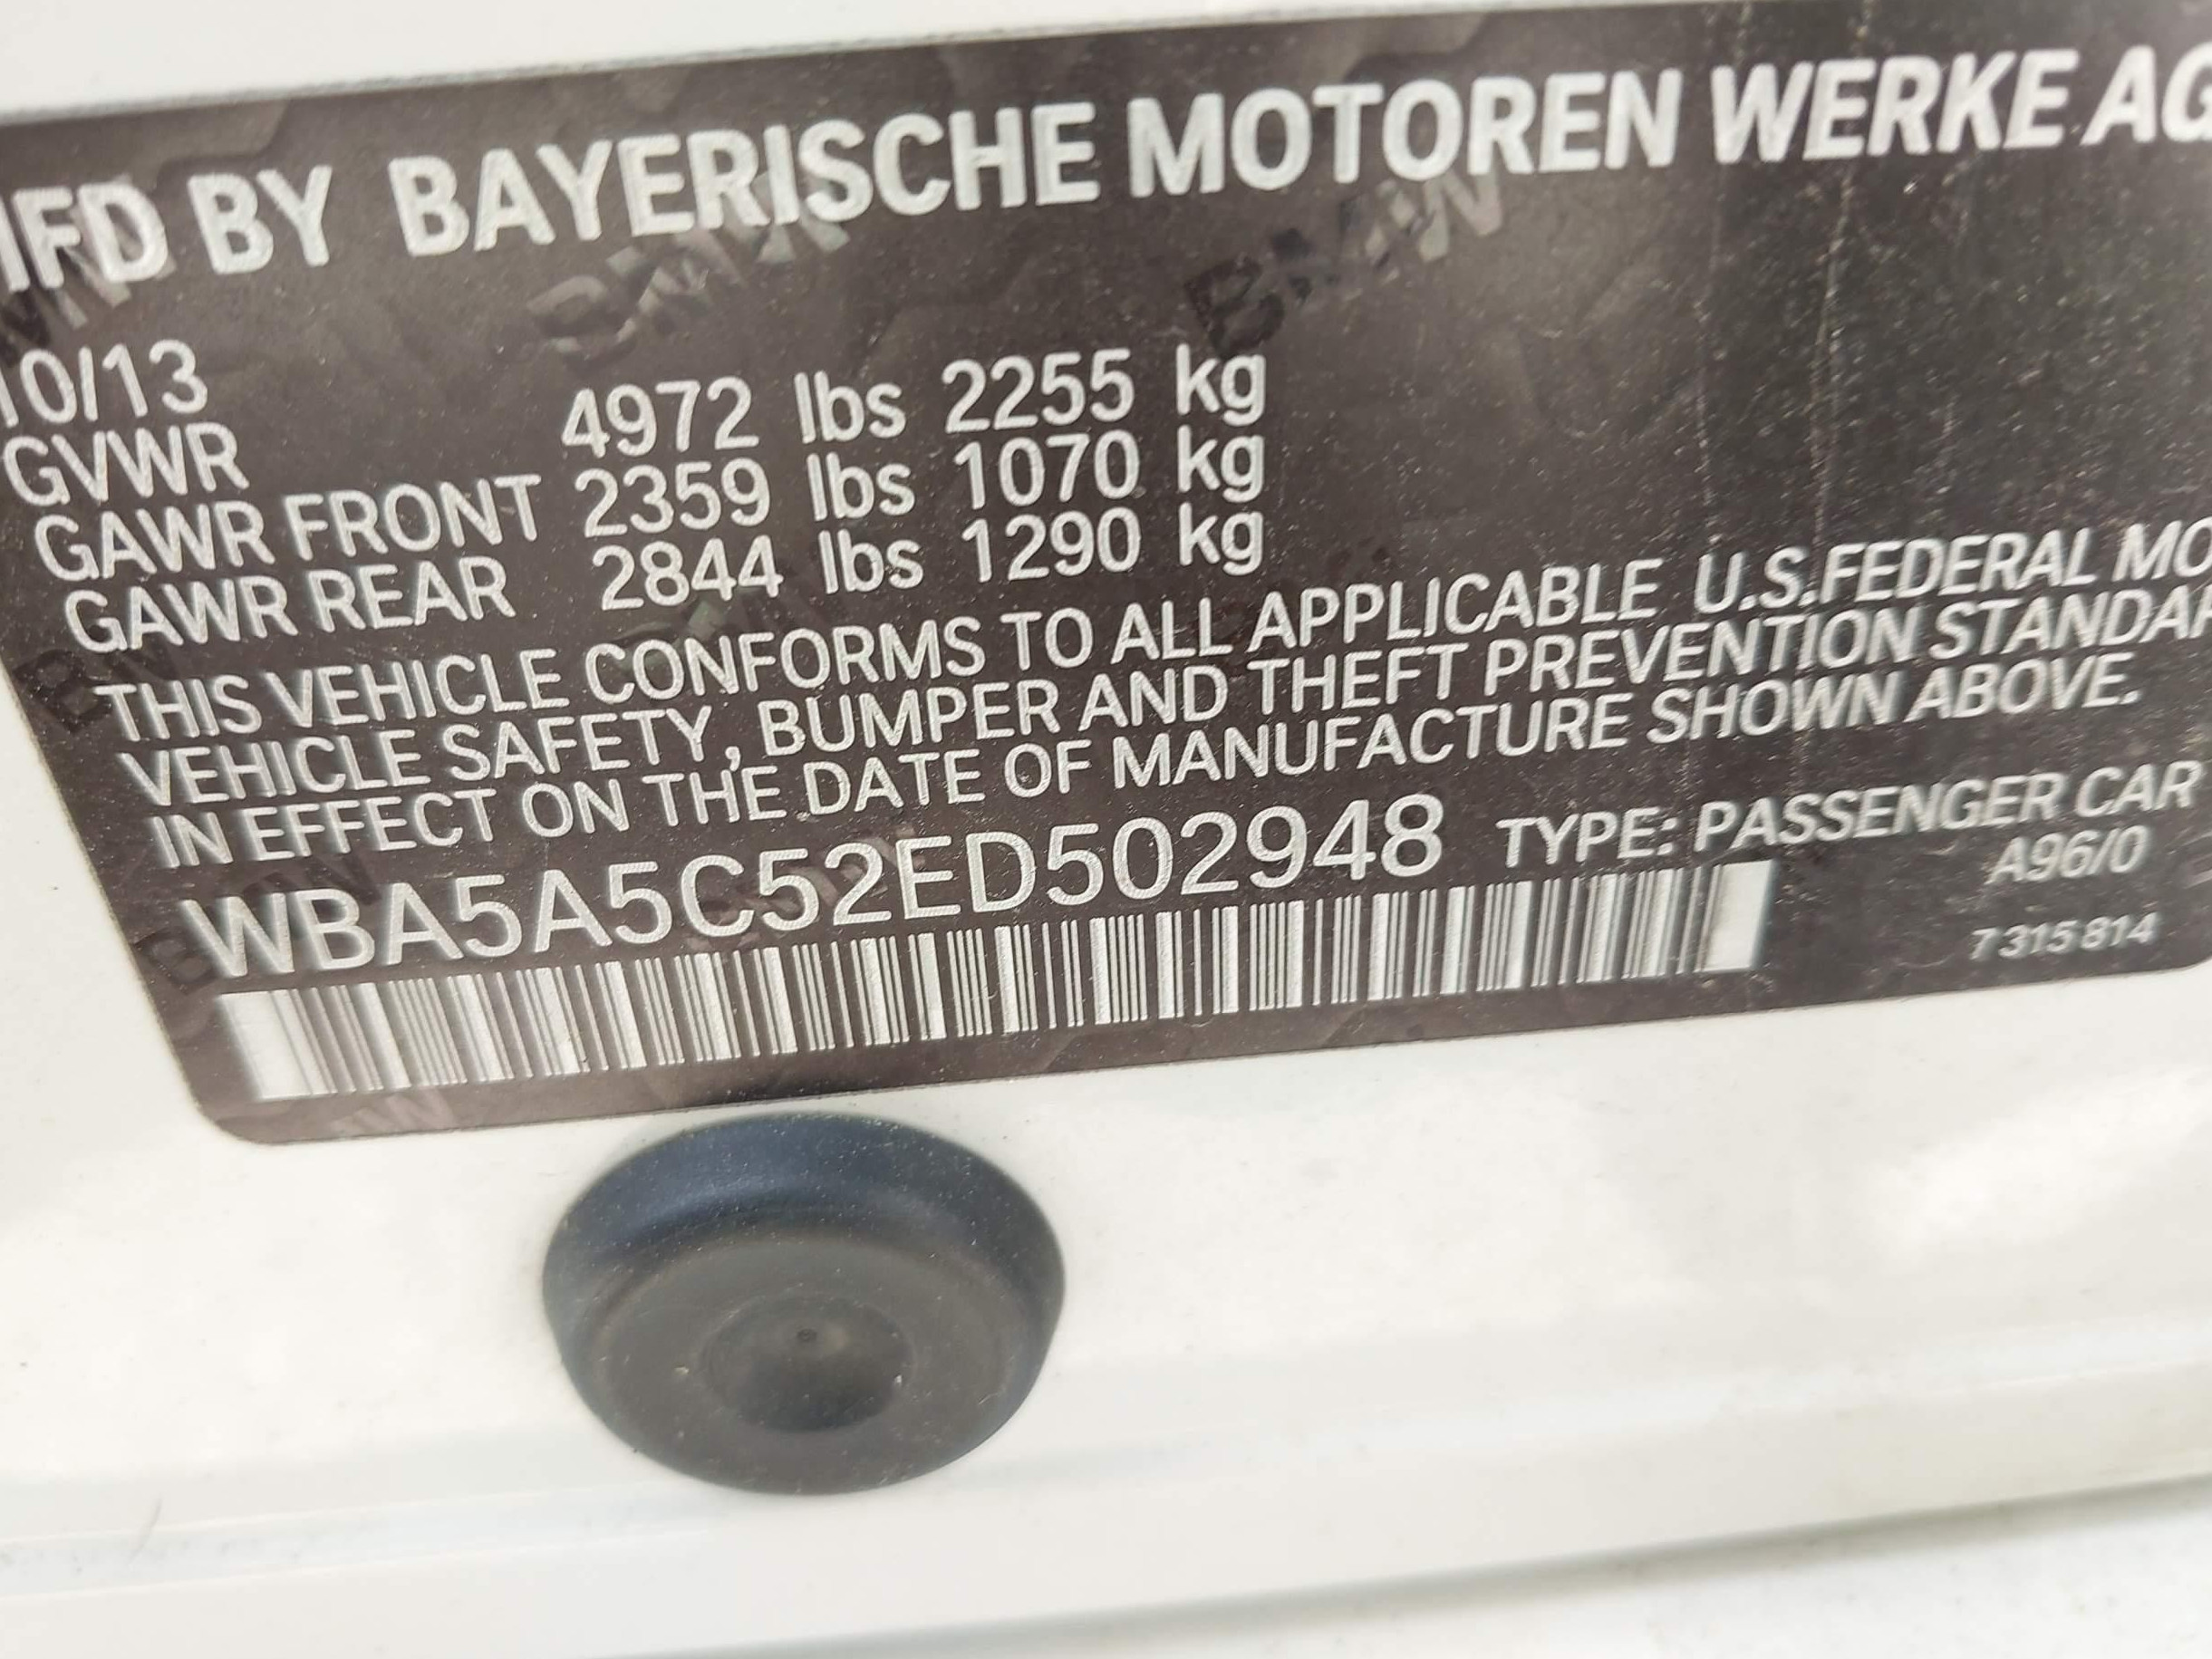 MFD BY BAYERISCHE MOTOREN WERKE AG
10/13
GVWR 4972 lbs 2255 kg
GAWR FRONT 2359 lbs 1070 kg
GAWR REAR 2844 lbs 1290 kg
THIS VEHICLE CONFORMS TO ALL APPLICABLE U.S.FEDERAL MO
VEHICLE SAFETY, BUMPER AND THEFT PREVENTION STANDAR
IN EFFECT ON THE DATE OF MANUFACTURE SHOWN ABOVE.
WBA5A5C52ED502948 TYPE: PASSENGER CAR
A96/0
7 315 814